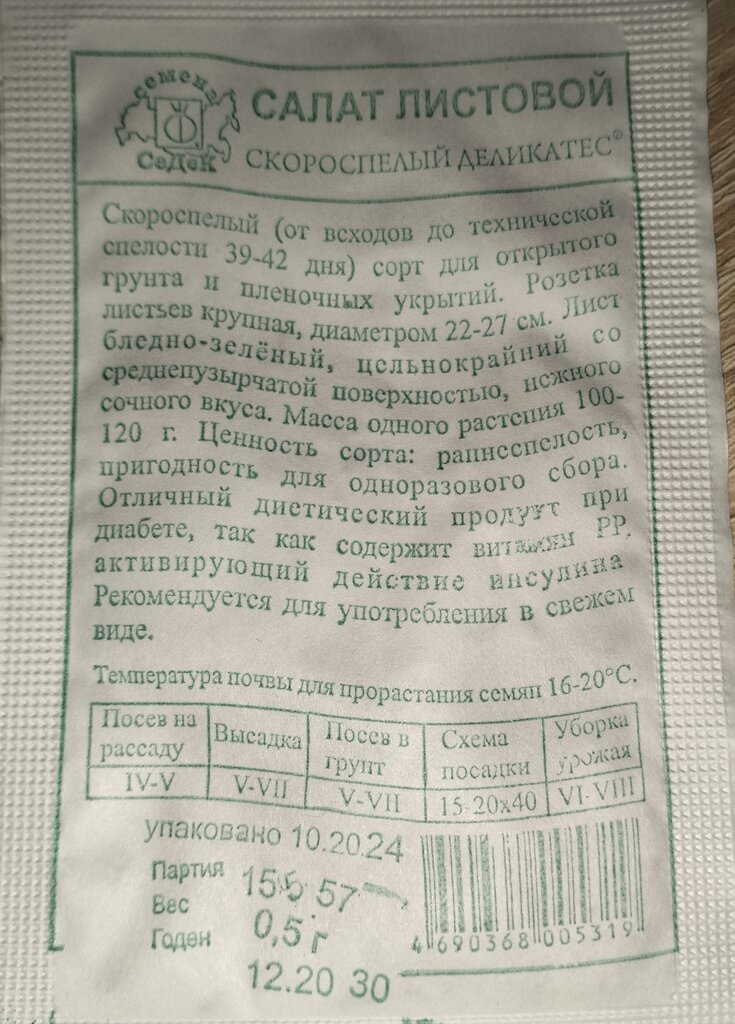 семена
СеДеК
САЛАТ ЛИСТОВОЙ
СКОРОСПЕЛЫЙ ДЕЛИКАТЕС®
Скороспелый (от всходов до технической
спелости 39-42 дня) сорт для открытого
грунта и пленочных укрытий. Розетка
листьев крупная, диаметром 22-27 см. Лист
бледно-зелёный, цельнокрайний со
среднепузырчатой поверхностью, нежного
сочного вкуса. Масса одного растения 100-
120 г. Ценность сорта: раннеспелость,
пригодность для одноразового сбора.
Отличный диетический продукт при
диабете, так как содержит витамин PP,
активирующий действие инсулина
Рекомендуется для употребления в свежем
виде.
Температура почвы для прорастания семян 16-20°С.
Посев на рассаду
Высадка
Посев в грунт
Схема посадки
Уборка урожая
IV-V
V-VII
V-VII
15-20х40
VI-VIII
упаковано 10.20.24
Партия
Вес 0,5 г
Годен 12.20 30
4 690368 005319